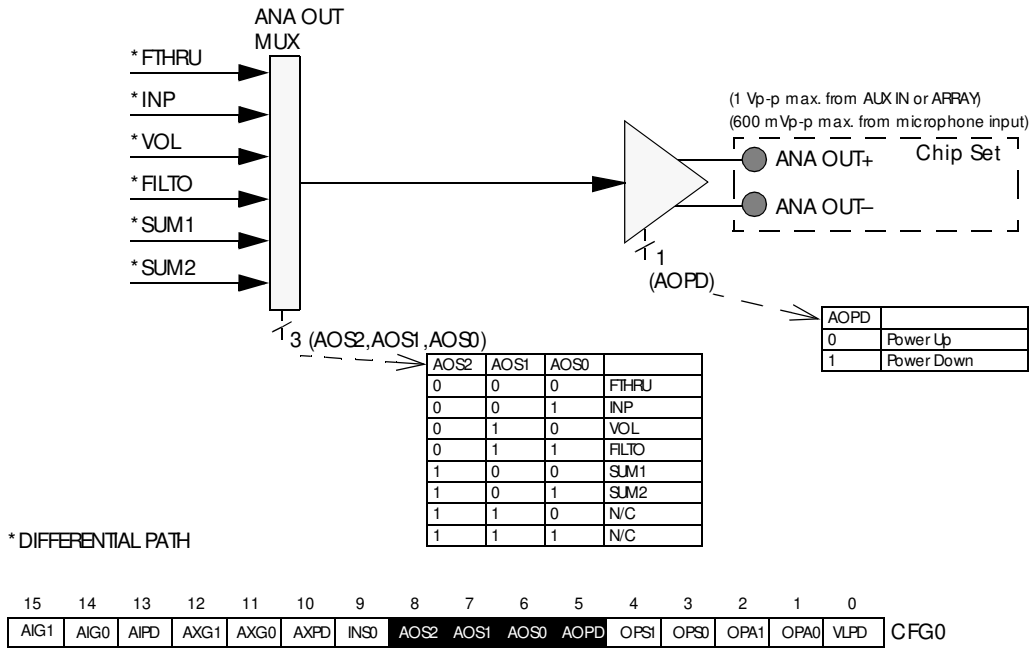 ANA OUT
MUX
* FTHRU
* INP
* VOL
* FILTO
* SUM1
* SUM2
(1 Vp-p max. from AUX IN or ARRAY)
(600 mVp-p max. from microphone input)
Chip Set
ANA OUT+
ANA OUT–
1
(AOPD)
AOPD
0 Power Up
1 Power Down
3 (AOS2,AOS1,AOS0)
AOS2 AOS1 AOS0
0 0 0 FTHRU
0 0 1 INP
0 1 0 VOL
0 1 1 FILTO
1 0 0 SUM1
1 0 1 SUM2
1 1 0 N/C
1 1 1 N/C
* DIFFERENTIAL PATH
15 14 13 12 11 10 9 8 7 6 5 4 3 2 1 0
AIG1 AIG0 AIPD AXG1 AXG0 AXPD INS0 AOS2 AOS1 AOS0 AOPD OPS1 OPS0 OPA1 OPA0 VLPD CFG0